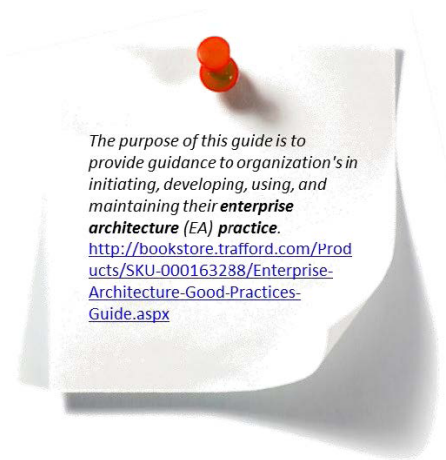 The purpose of this guide is to
provide guidance to organization's in
initiating, developing, using, and
maintaining their enterprise
architecture (EA) practice.
http://bookstore.trafford.com/Prod
ucts/SKU-000163288/Enterprise-
Architecture-Good-Practices-
Guide.aspx